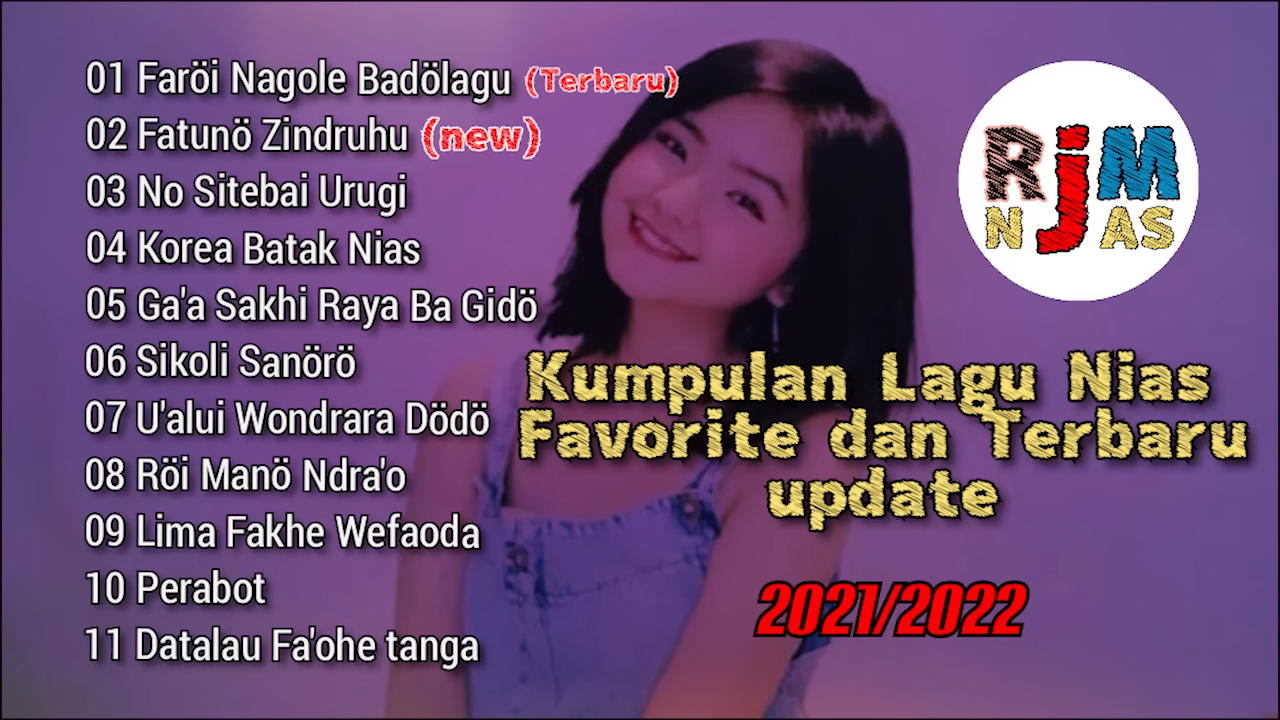 01 Faröi Nagole Badölagu (Terbaru)
02 Fatunö Zindruhu (new)
03 No Sitebai Urugi
04 Korea Batak Nias
05 Ga'a Sakhi Raya Ba Gidö
06 Sikoli Sanörö
07 U'alui Wondrara Dödö
08 Röi Manö Ndra'o
09 Lima Fakhe Wefaoda
10 Perabot
11 Datalau Fa'ohe tanga
RjM
NjAS
Kumpulan Lagu Nias
Favorite dan Terbaru
update
2021/2022